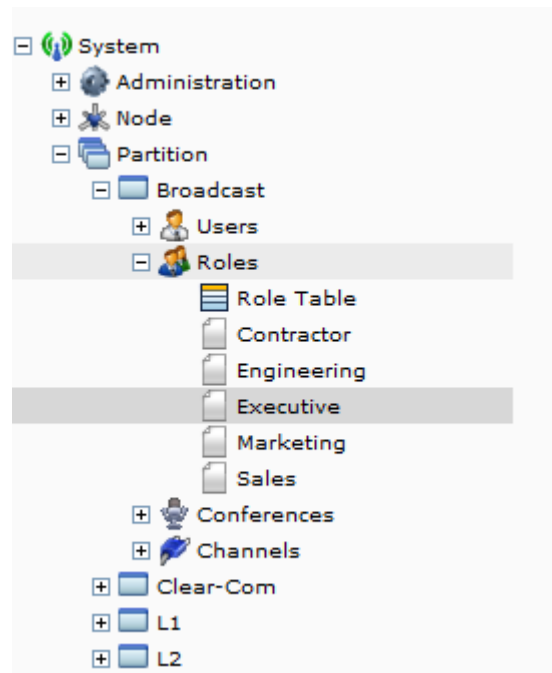 System
Administration
Node
Partition
Broadcast
Users
Roles
Role Table
Contractor
Engineering
Executive
Marketing
Sales
Conferences
Channels
Clear-Com
L1
L2